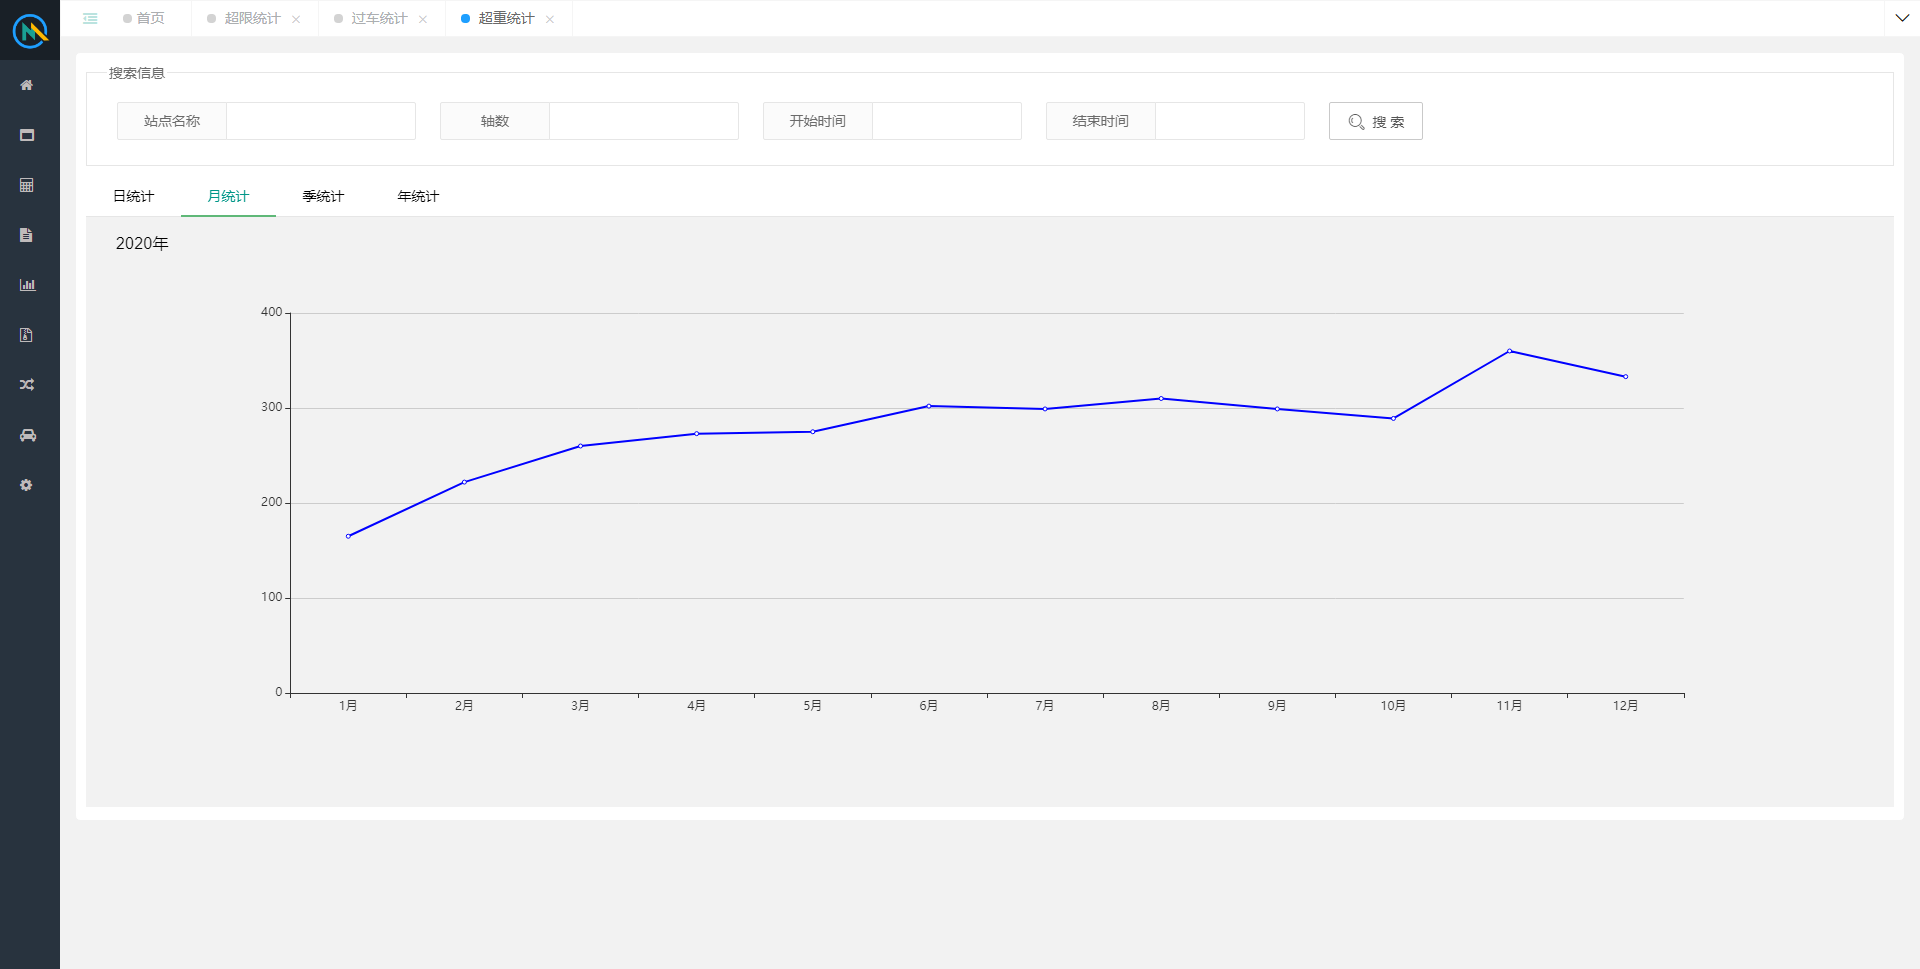 首页 超限统计 过车统计 超重统计
搜索信息
站点名称 轴数 开始时间 结束时间 搜 索
日统计 月统计 季统计 年统计
2020年
400
300
200
100
0
1月 2月 3月 4月 5月 6月 7月 8月 9月 10月 11月 12月